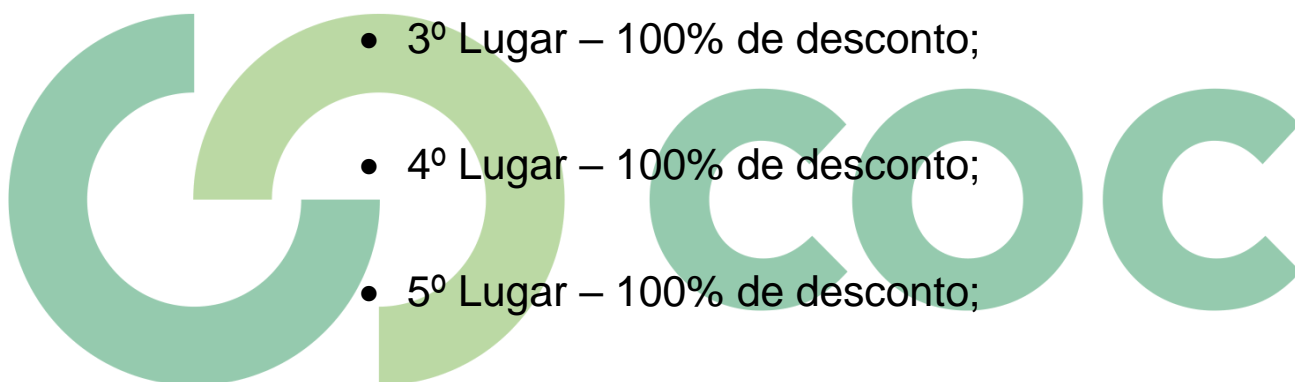 • 3º Lugar – 100% de desconto;
• 4º Lugar – 100% de desconto;
coc
• 5º Lugar – 100% de desconto;